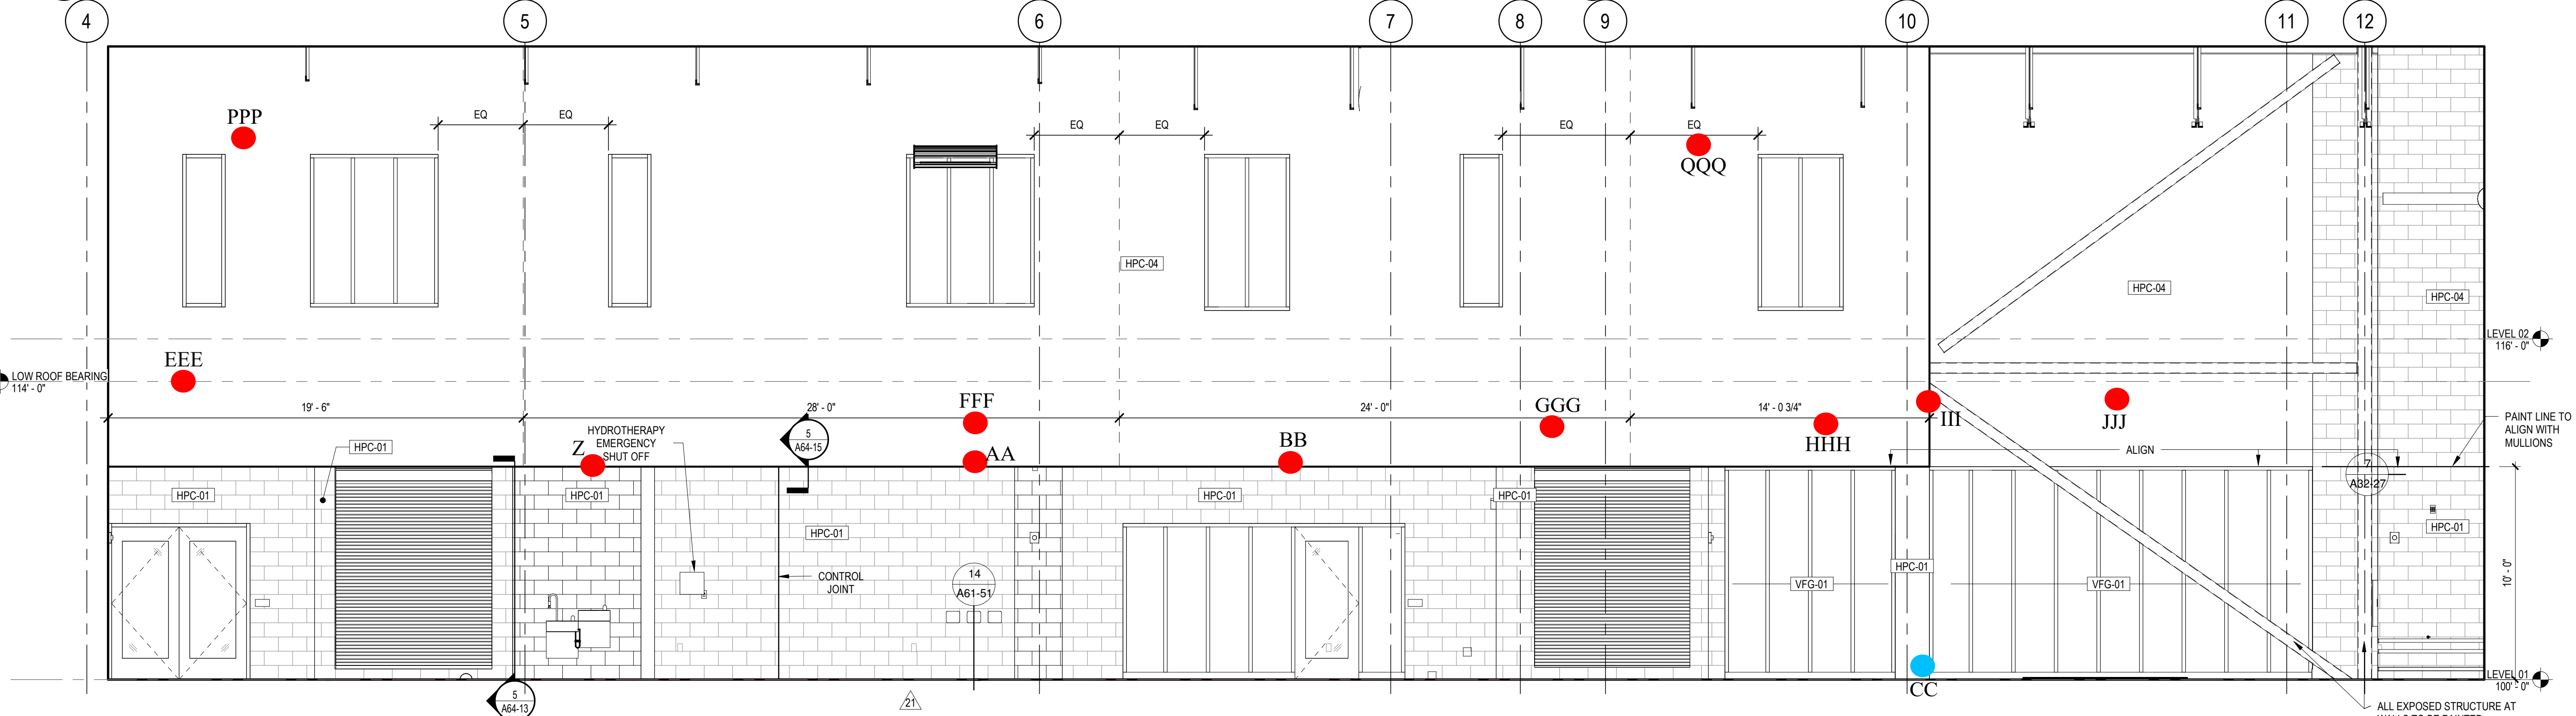 4 5 6 7 8 9 10 11 12
PPP
EQ EQ EQ EQ EQ EQ
QQQ
HPC-04
HPC-04
HPC-04
LEVEL 02
116' - 0"
EEE
LOW ROOF BEARING
114' - 0"
19' - 6" 28' - 0" 24' - 0" 14' - 0 3/4"
FFF
GGG
HHH
III
JJJ
PAINT LINE TO
ALIGN WITH
MULLIONS
HPC-01
Z
HYDROTHERAPY
EMERGENCY
SHUT OFF
5
A64-15
AA
BB
ALIGN
7
A32-27
HPC-01
HPC-01
HPC-01
HPC-01
HPC-01
HPC-01
HPC-01
CONTROL
JOINT
14
A61-51
HPC-01
VFG-01
VFG-01
10' - 0"
CC
LEVEL 01
100' - 0"
5
A64-13
21
ALL EXPOSED STRUCTURE AT